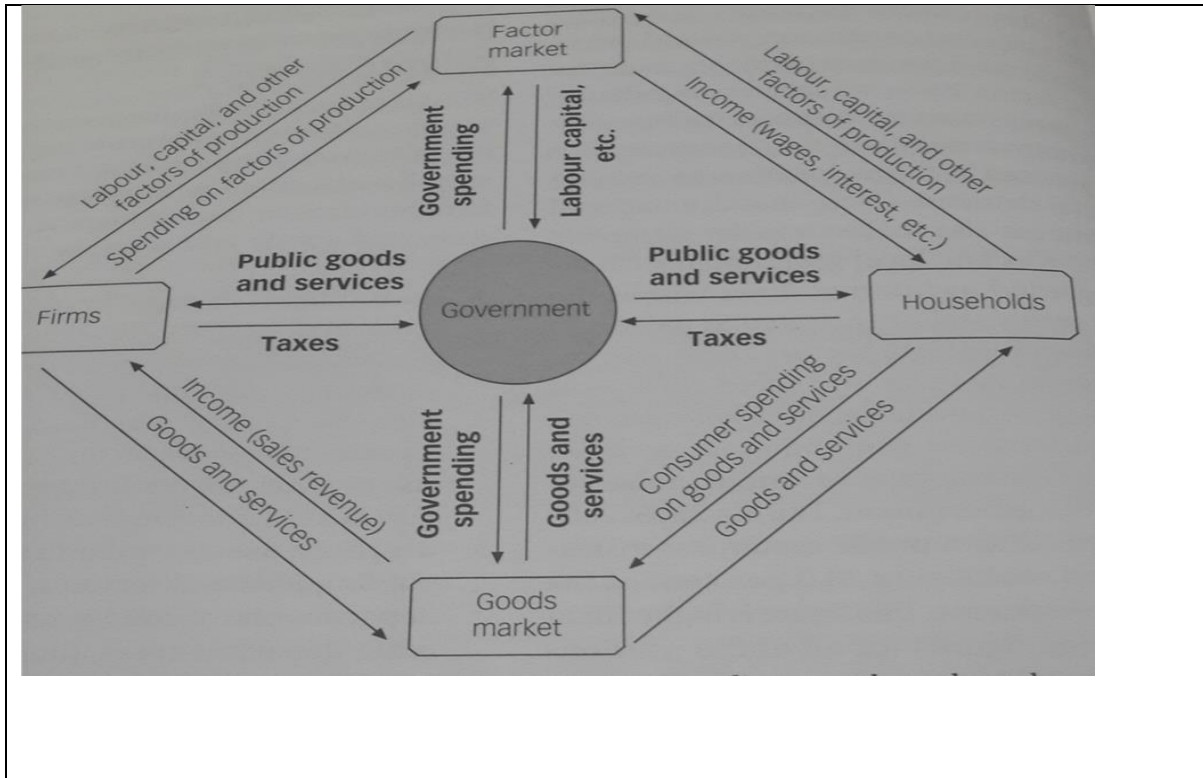 Factor
market
Labour, capital, and other
factors of production
Spending on factors of production
Government
spending
Labour capital,
etc.
Labour, capital, and other
factors of production
Income (wages, interest, etc.)
Public goods
and services
Public goods
and services
Firms
Government
Households
Taxes
Taxes
Income (sales revenue)
Goods and services
Government
spending
Goods and
services
Consumer spending
on goods and services
Goods and services
Goods
market